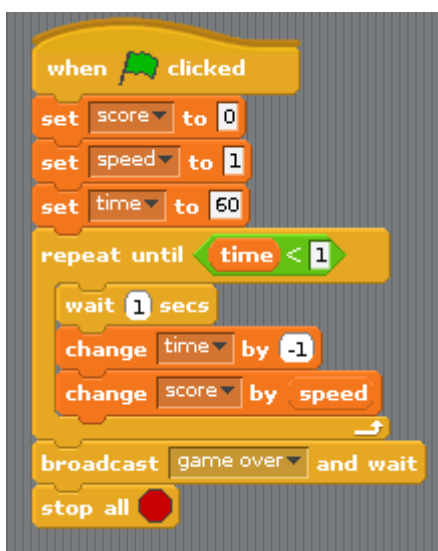 when clicked
set score to 0
set speed to 1
set time to 60
repeat until time < 1
wait 1 secs
change time by -1
change score by speed
broadcast game over and wait
stop all